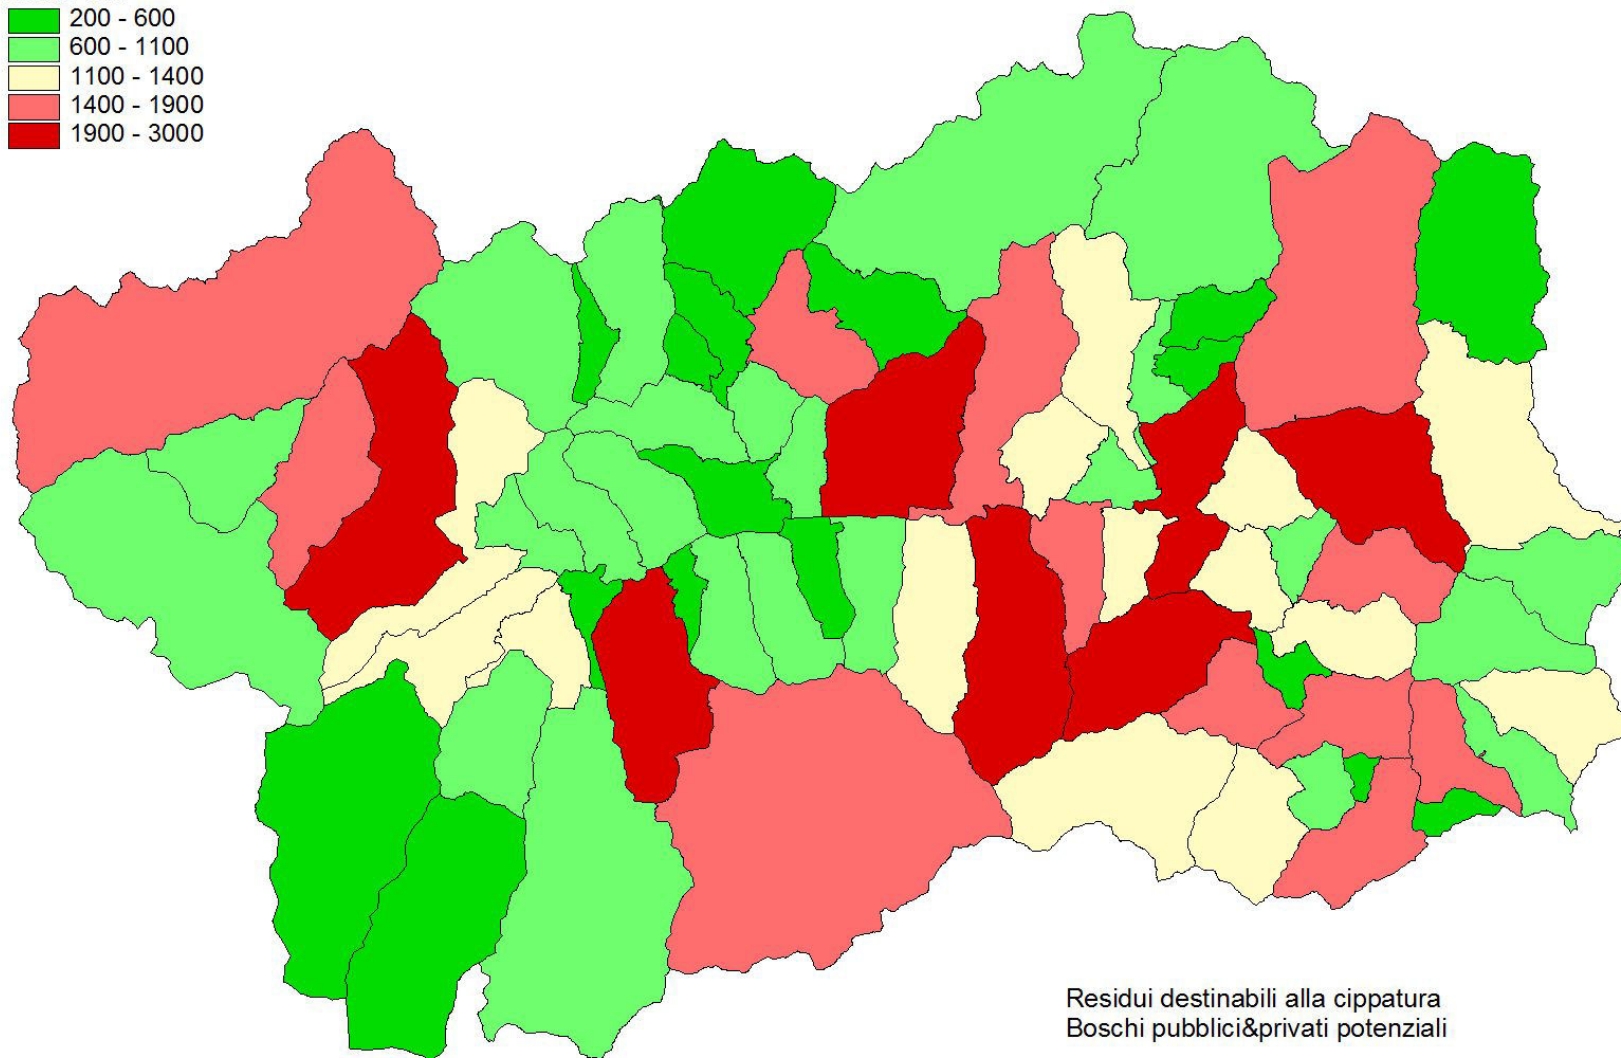 200 - 600
600 - 1100
1100 - 1400
1400 - 1900
1900 - 3000
Residui destinabili alla cippatura
Boschi pubblici&privati potenziali